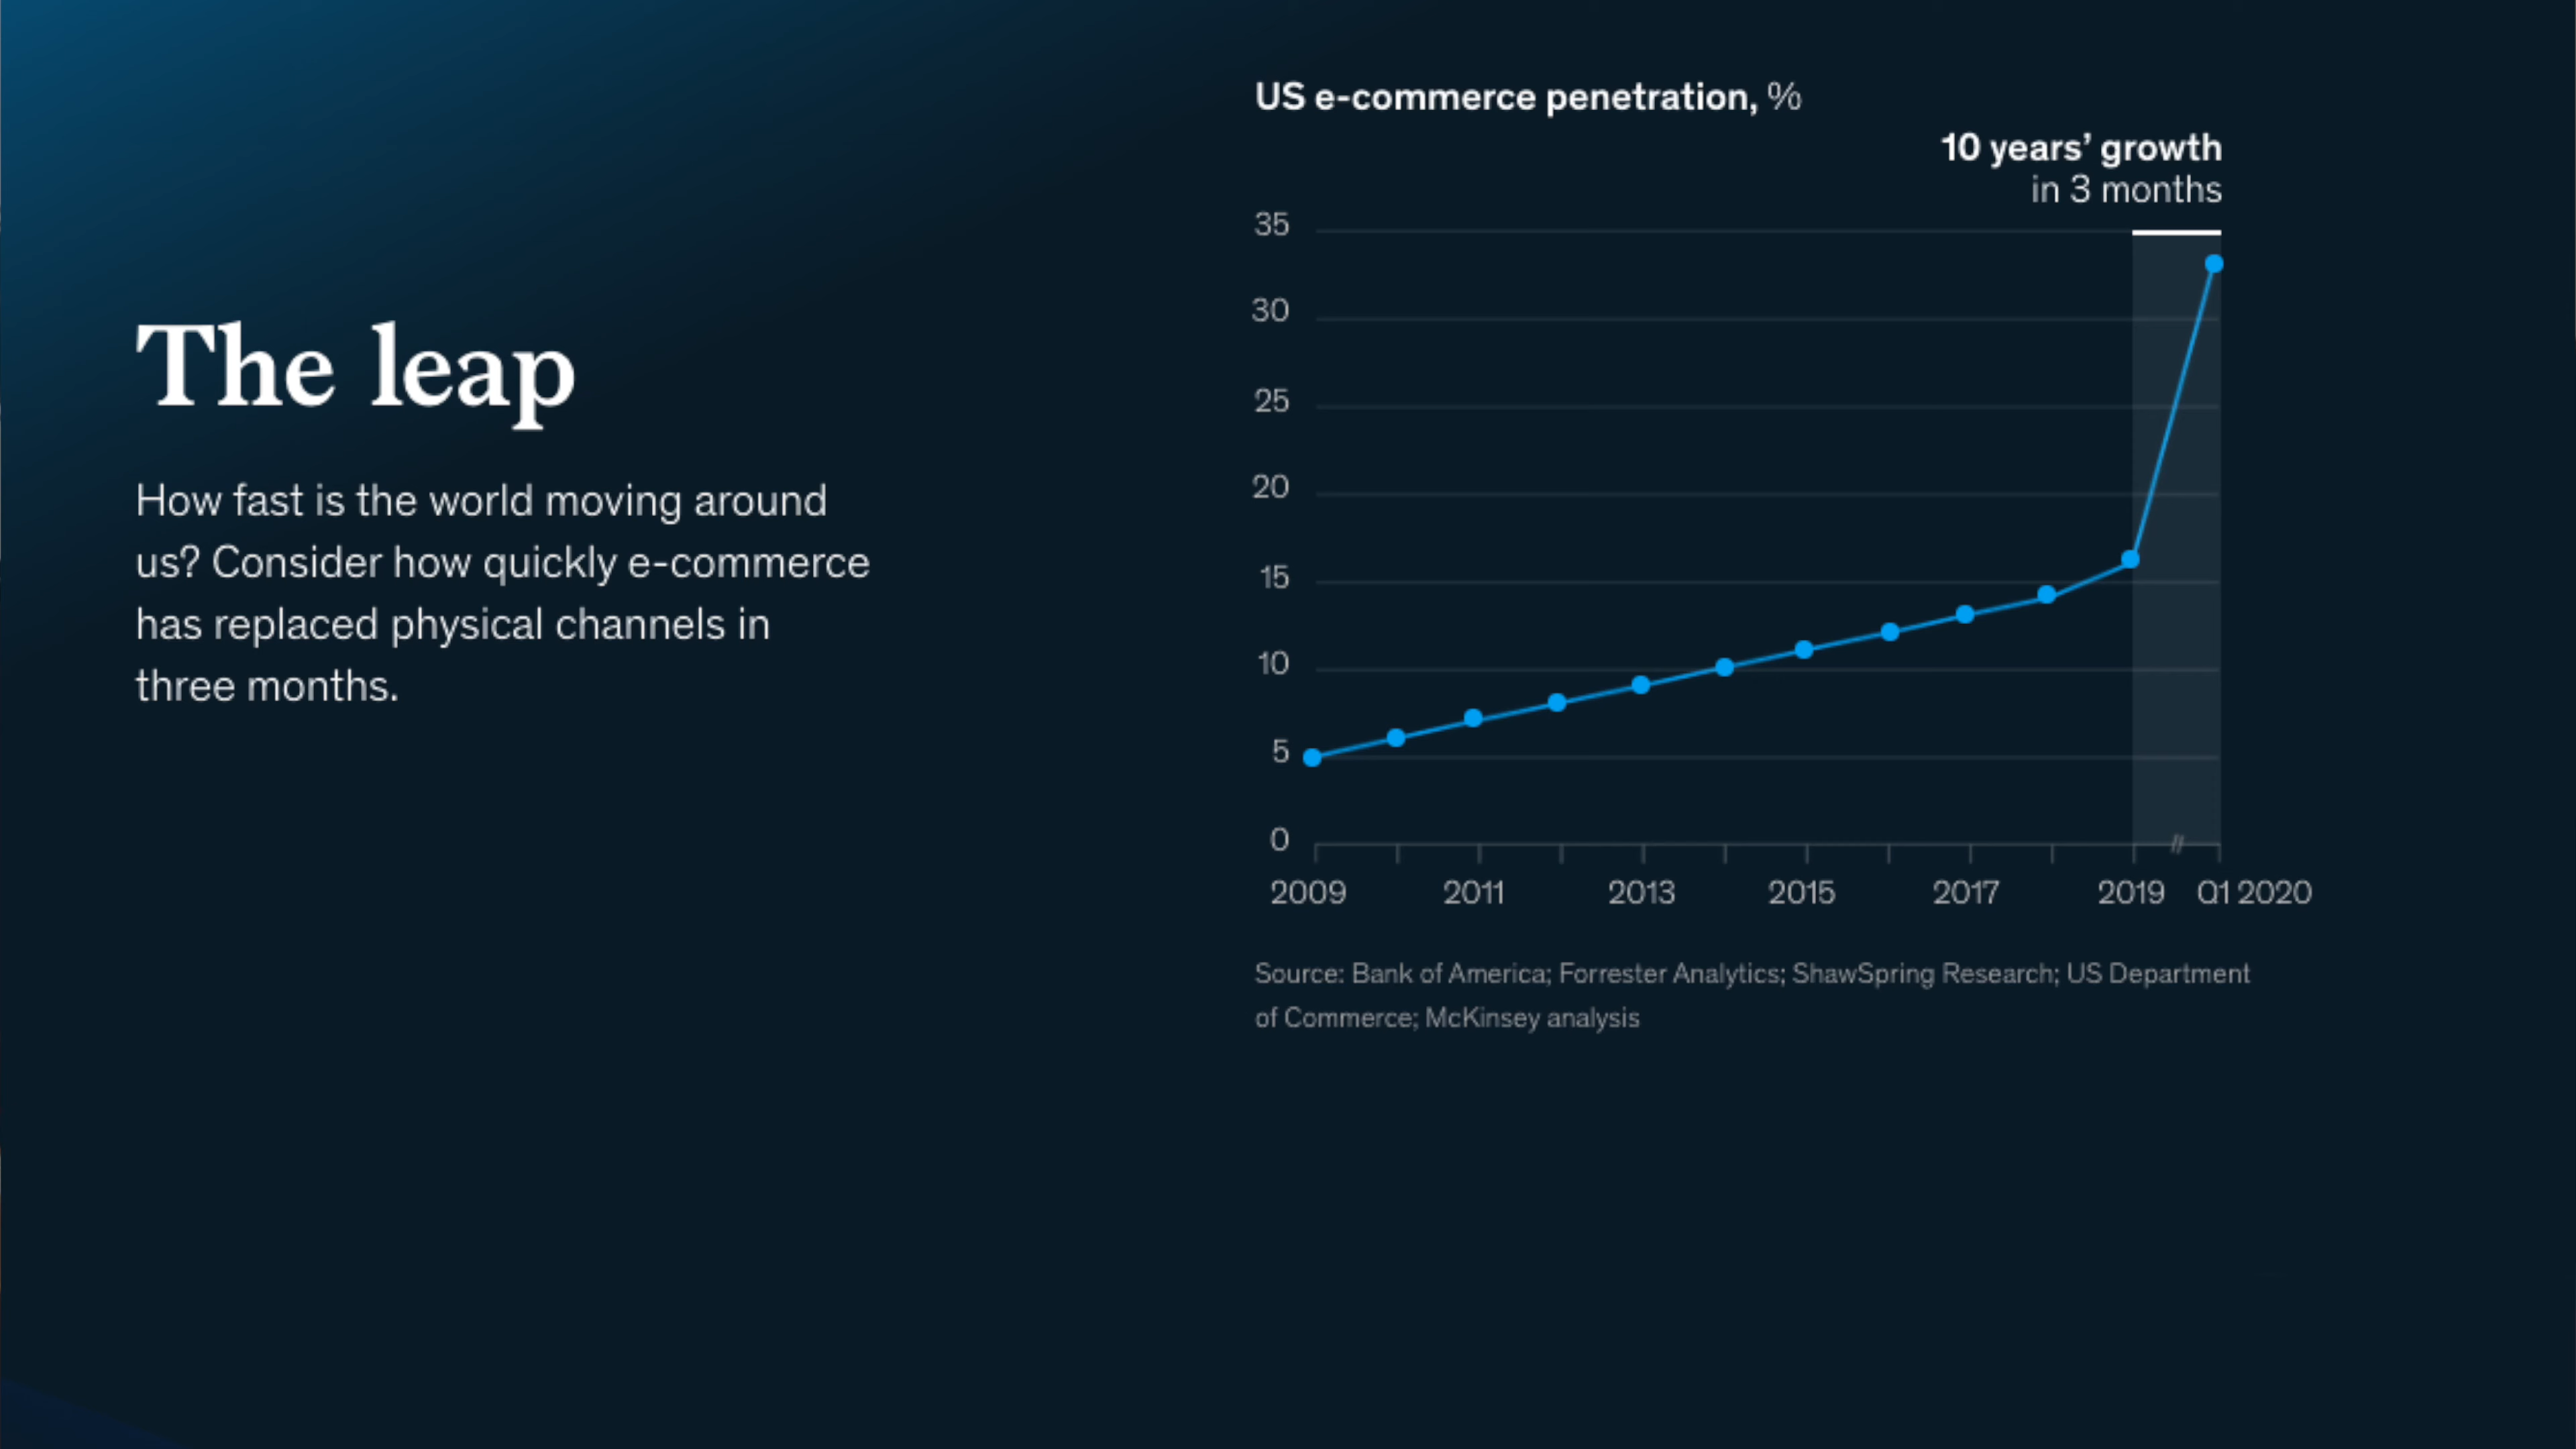 The leap
How fast is the world moving around
us? Consider how quickly e-commerce
has replaced physical channels in
three months.
US e-commerce penetration, %
10 years’ growth
in 3 months
35
30
25
20
15
10
5
0
2009 2011 2013 2015 2017 2019 Q1 2020
Source: Bank of America; Forrester Analytics; ShawSpring Research; US Department
of Commerce; McKinsey analysis